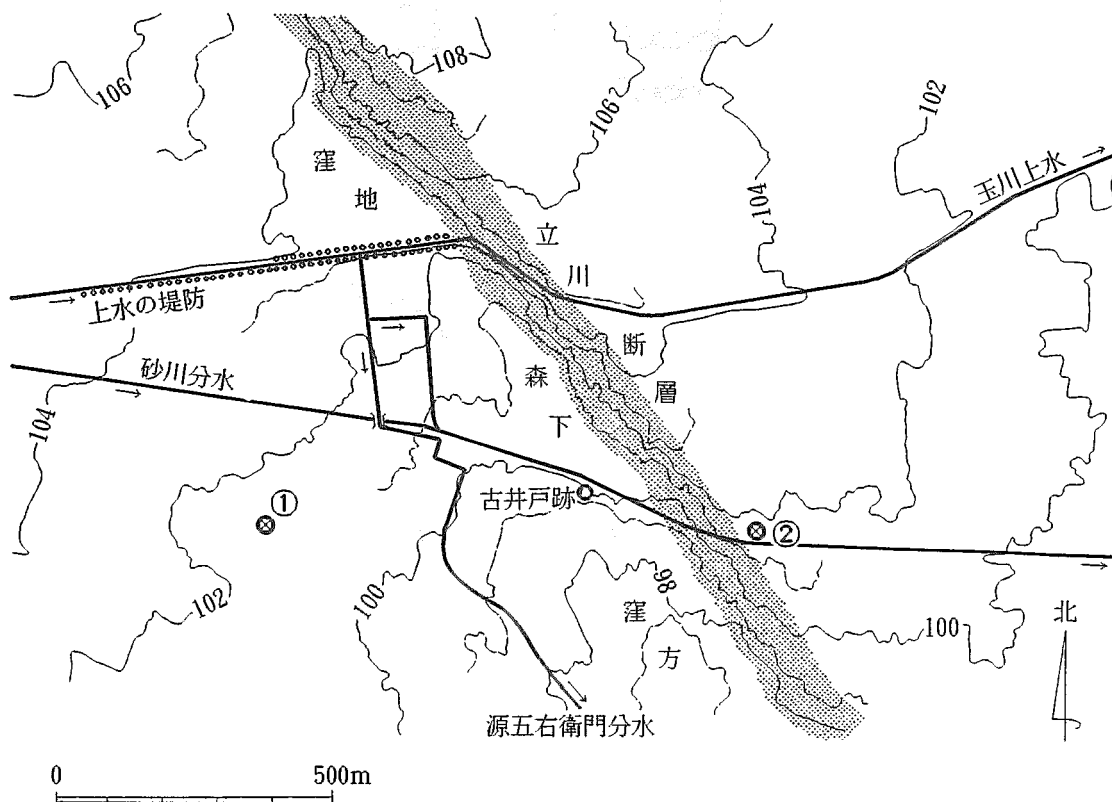 108
106
106
102
窪地
104
玉川上水
立川断層
上水の堤防
砂川分水
森下
104
古井戸跡
①
②
98
102
100
窪方
100
北
源五右衛門分水
0 500m